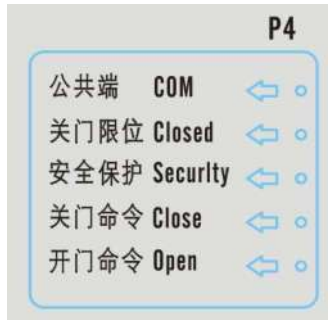 P4
公共端 COM
关门限位 Closed
安全保护 Securlty
关门命令 Close
开门命令 Open